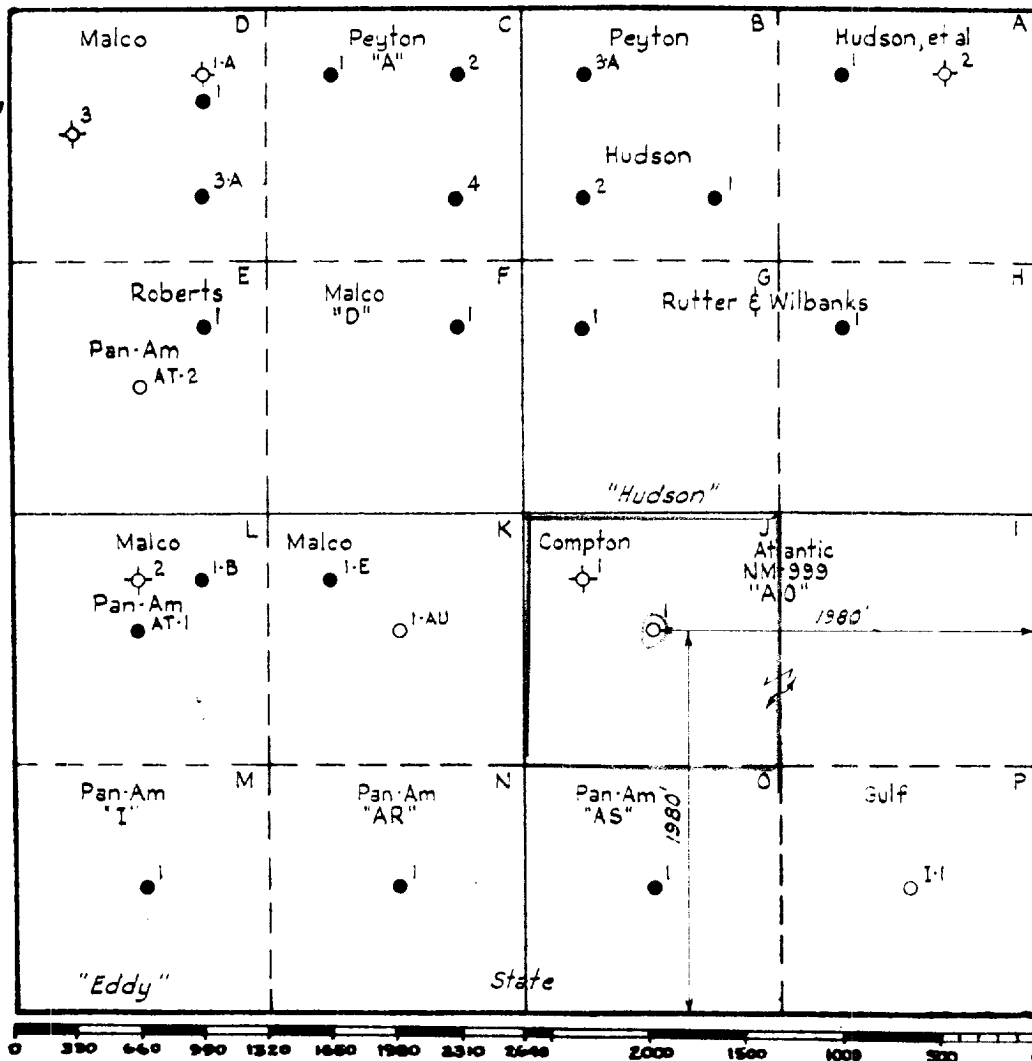 D C B A
Malco Peyton Peyton Hudson, et al
"A"
1-A 1 2 3-A 1 2
1
3
Hudson
3-A 4 2 1
E F G H
Roberts Malco Rutter & Wilbanks
"D"
1 1 1 1
Pan-Am
AT-2
"Hudson"
L K J I
Malco Malco Compton Atlantic
2 1-B 1-E 1 NM-999
Pan-Am "AO"
AT-1 1-AU 1 1980'
M N O P
Pan-Am Pan-Am Pan-Am Gulf
"I" "AR" "AS" 1980'
1 1 1 I-1
"Eddy" State
0 330 660 990 1320 1650 1980 2310 2640 2000 1500 1000 500